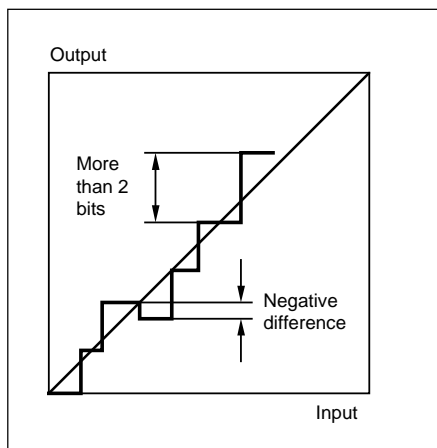 Output
More
than 2
bits
Negative
difference
Input